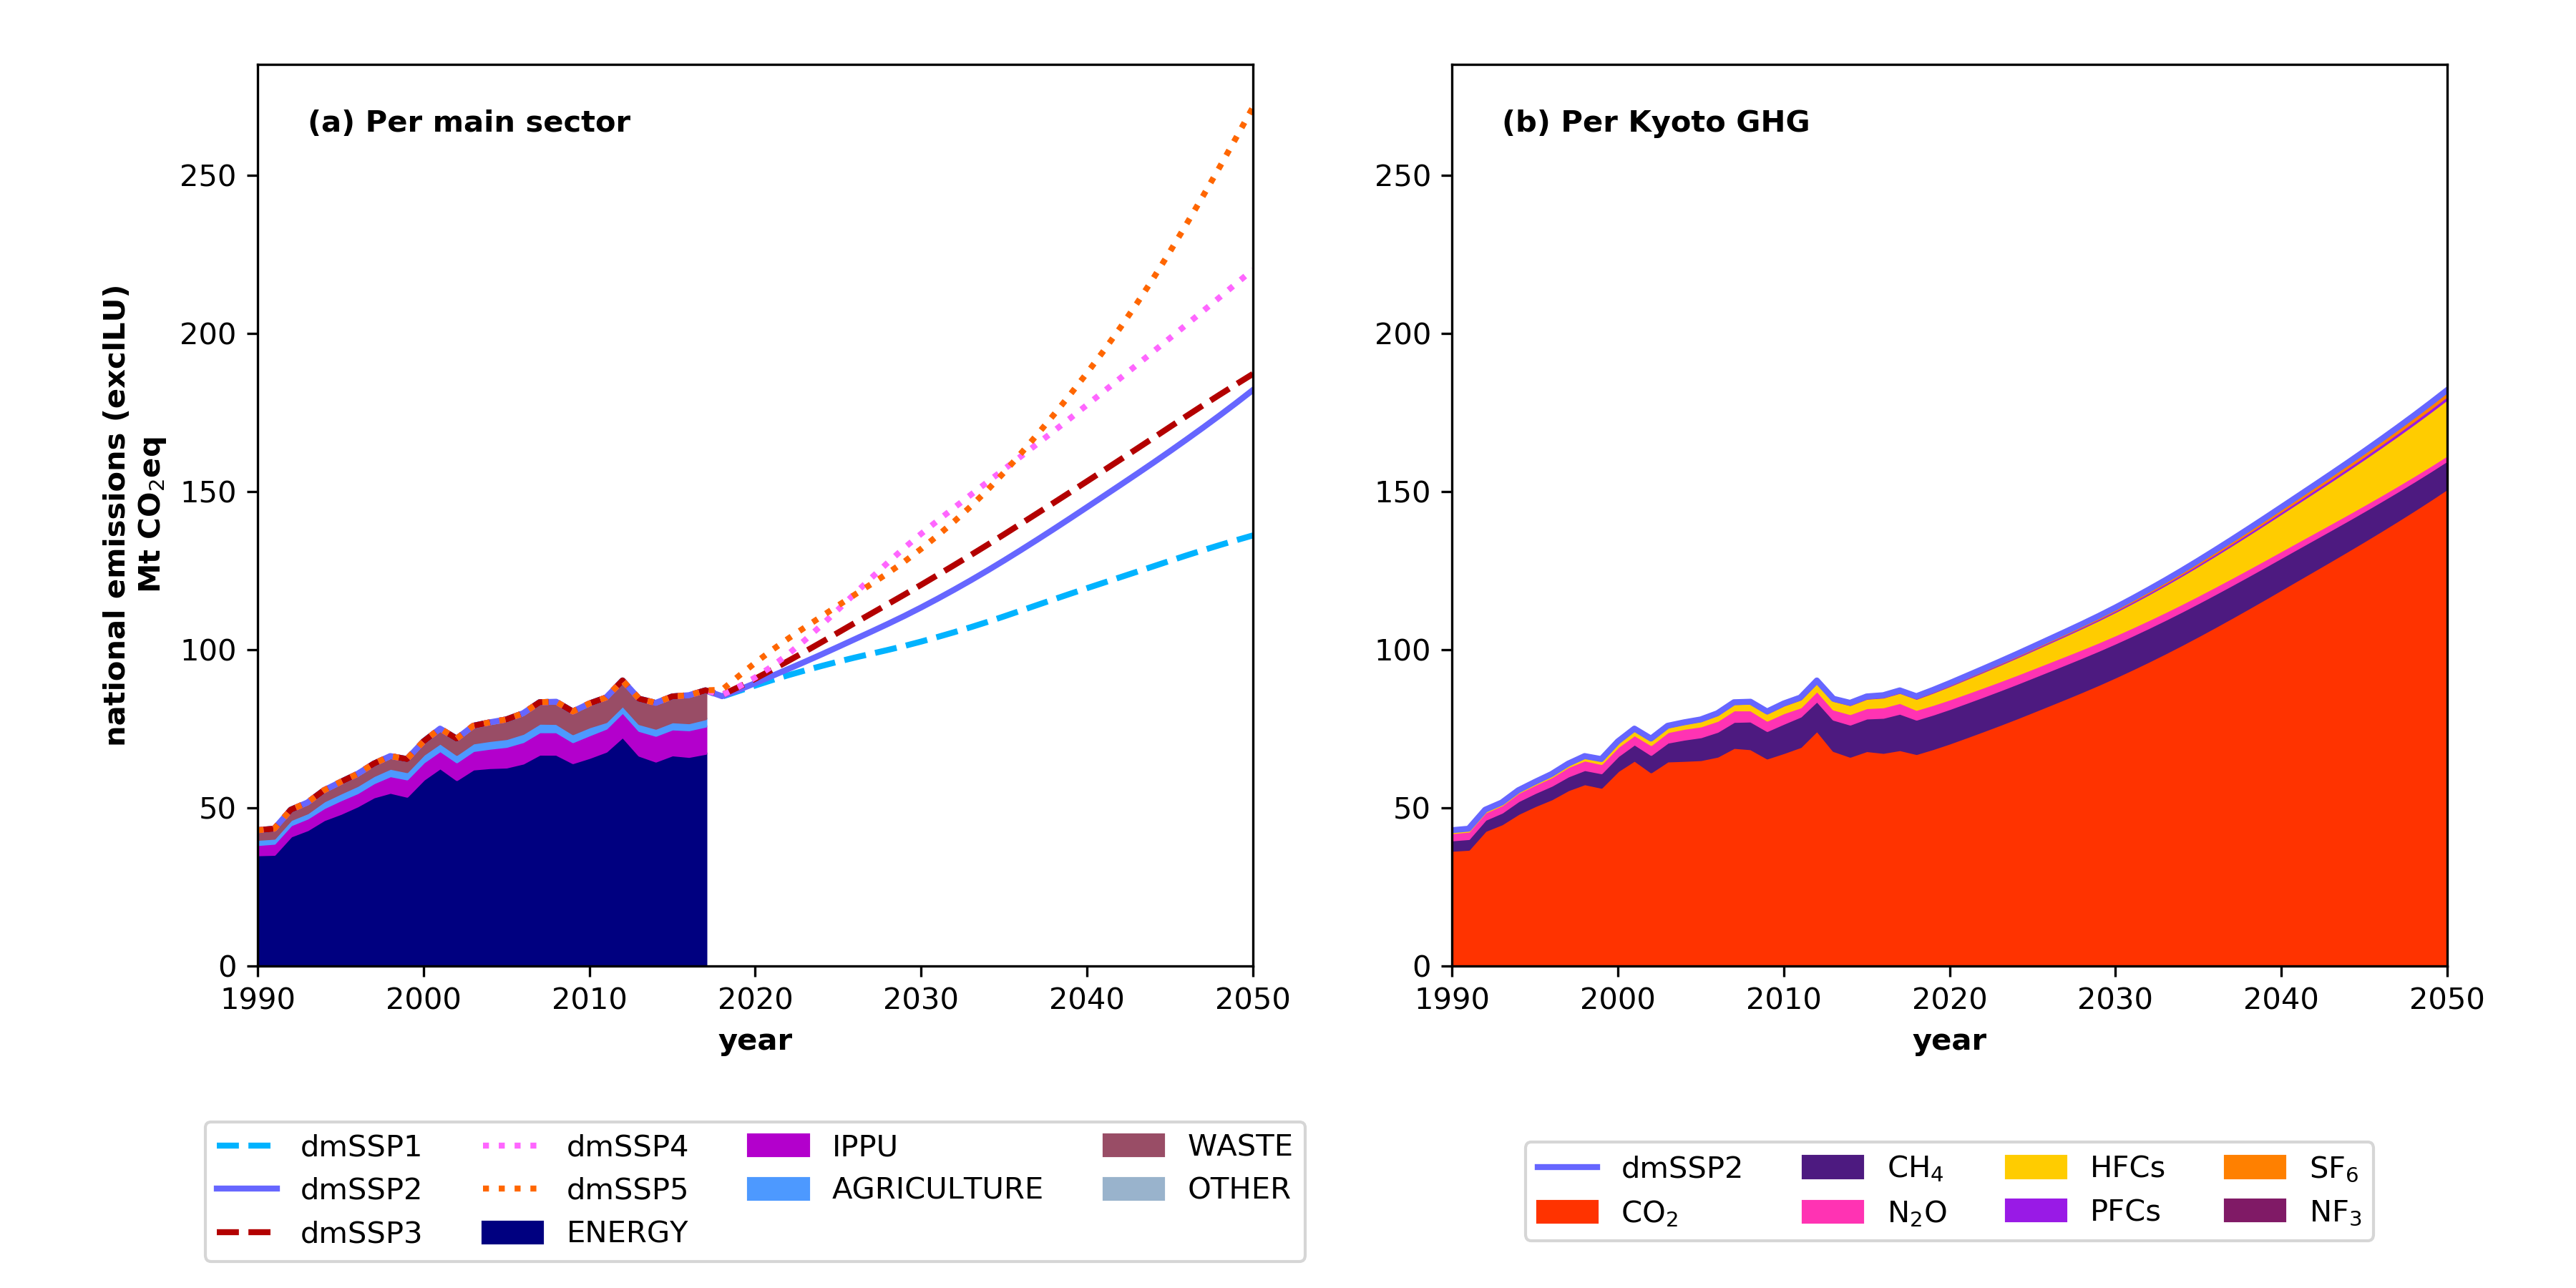 (a) Per main sector
national emissions (exclLU)
Mt CO₂eq
250
200
150
100
50
0
1990 2000 2010 2020 2030 2040 2050
year
dmSSP1 dmSSP4 IPPU WASTE
dmSSP2 dmSSP5 AGRICULTURE OTHER
dmSSP3 ENERGY
(b) Per Kyoto GHG
250
200
150
100
50
0
1990 2000 2010 2020 2030 2040 2050
year
dmSSP2 CH₄ HFCs SF₆
CO₂ N₂O PFCs NF₃